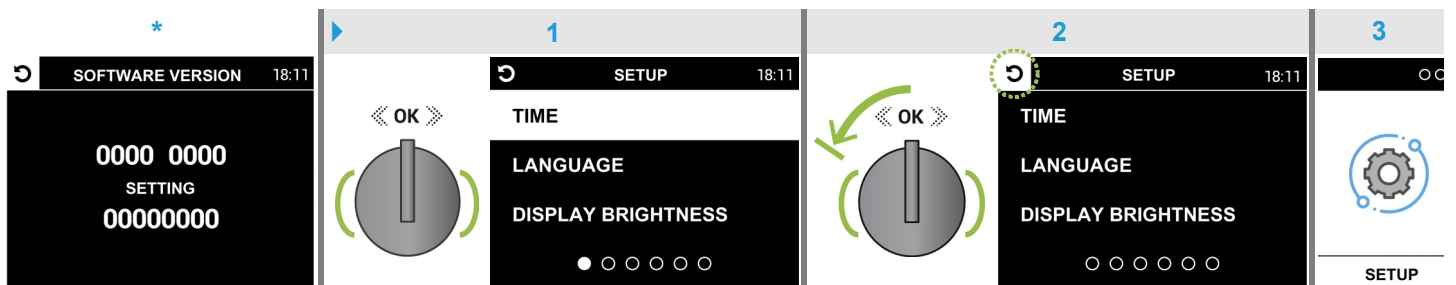 *
SOFTWARE VERSION 18:11
0000 0000
SETTING
00000000
1
OK
SETUP 18:11
TIME
LANGUAGE
DISPLAY BRIGHTNESS
2
OK
SETUP 18:11
TIME
LANGUAGE
DISPLAY BRIGHTNESS
3
SETUP